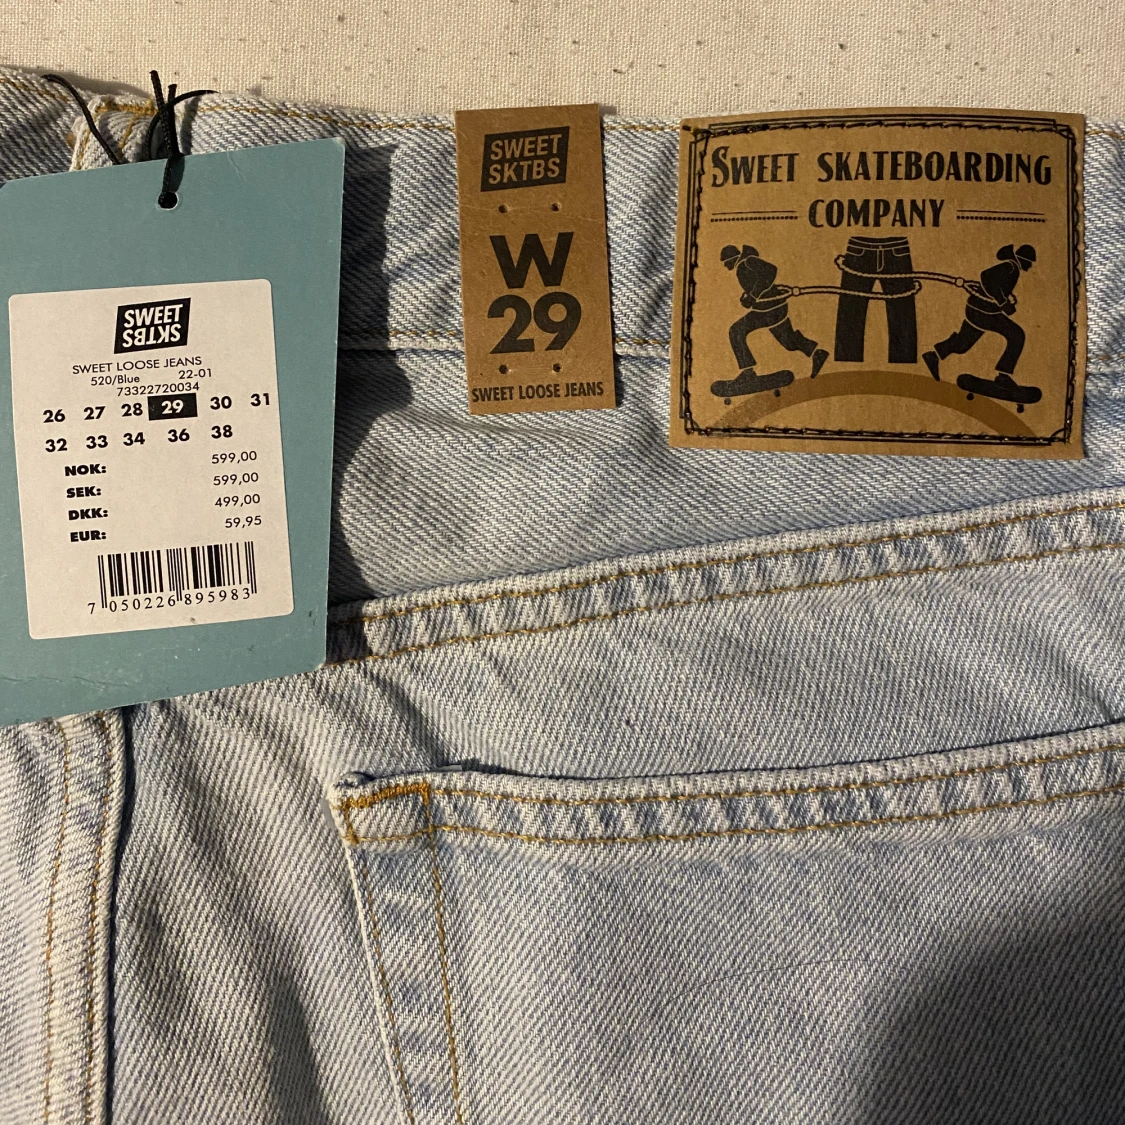 SWEET
SKTBS
SWEET LOOSE JEANS
520/Blue 22-01
73322720034
26 27 28 29 30 31
32 33 34 36 38
NOK: 599,00
SEK: 599,00
DKK: 499,00
EUR: 59,95
7 050226 895983
SWEET
SKTBS
W
29
SWEET LOOSE JEANS
SWEET SKATEBOARDING
COMPANY